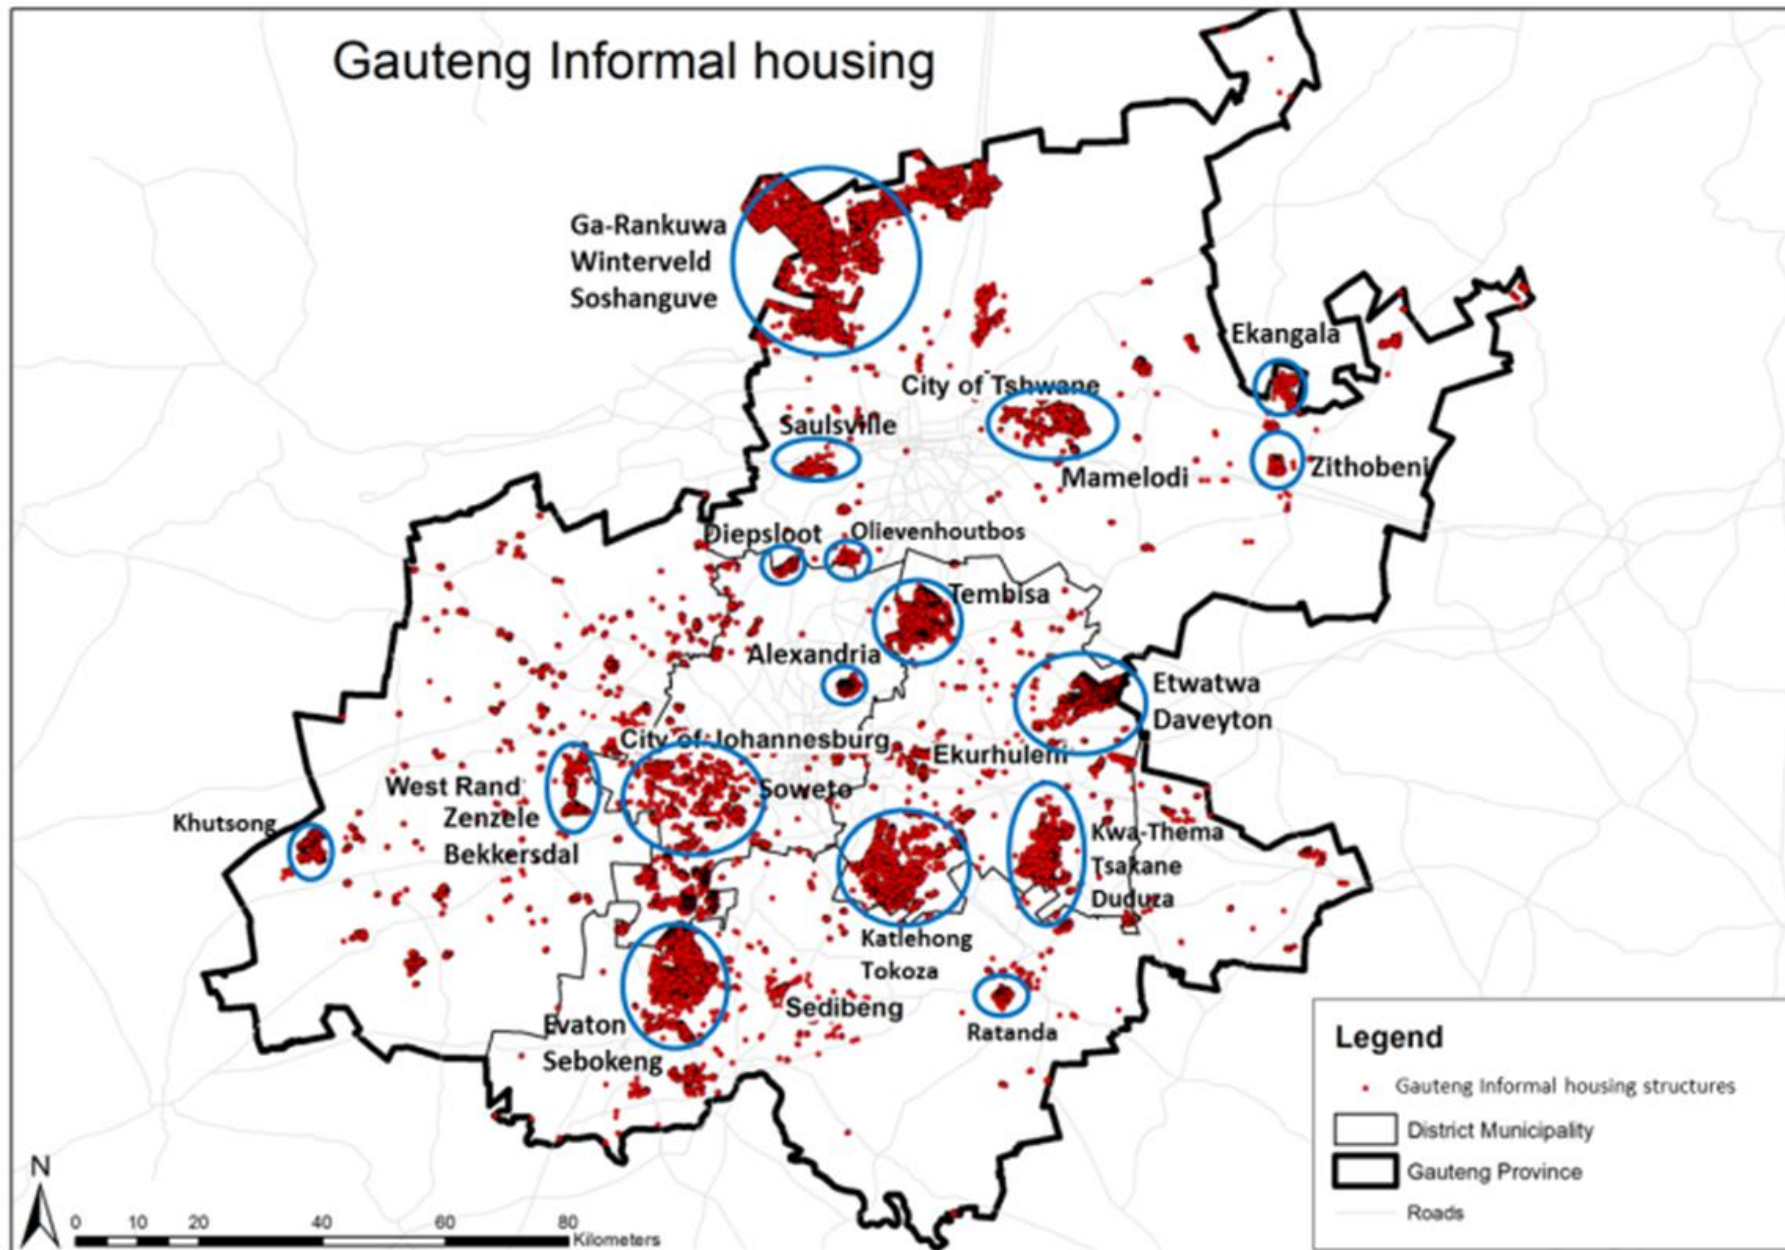 Gauteng Informal housing
Ga-Rankuwa
Winterveld
Soshanguve
Ekangala
City of Tshwane
Saulsville
Mamelodi
Zithobeni
Diepsloot
Olievenhoutbos
Tembisa
Alexandria
Etwatwa
Daveyton
City of Johannesburg
Ekurhuleni
West Rand
Soweto
Zenzele
Khutsong
Bekkersdal
Kwa-Thema
Tsakane
Duduza
Katlehong
Tokoza
Sedibeng
Ratanda
Evaton
Sebokeng
Legend
Gauteng Informal housing structures
District Municipality
Gauteng Province
Roads
N
0 10 20 40 60 80
Kilometers